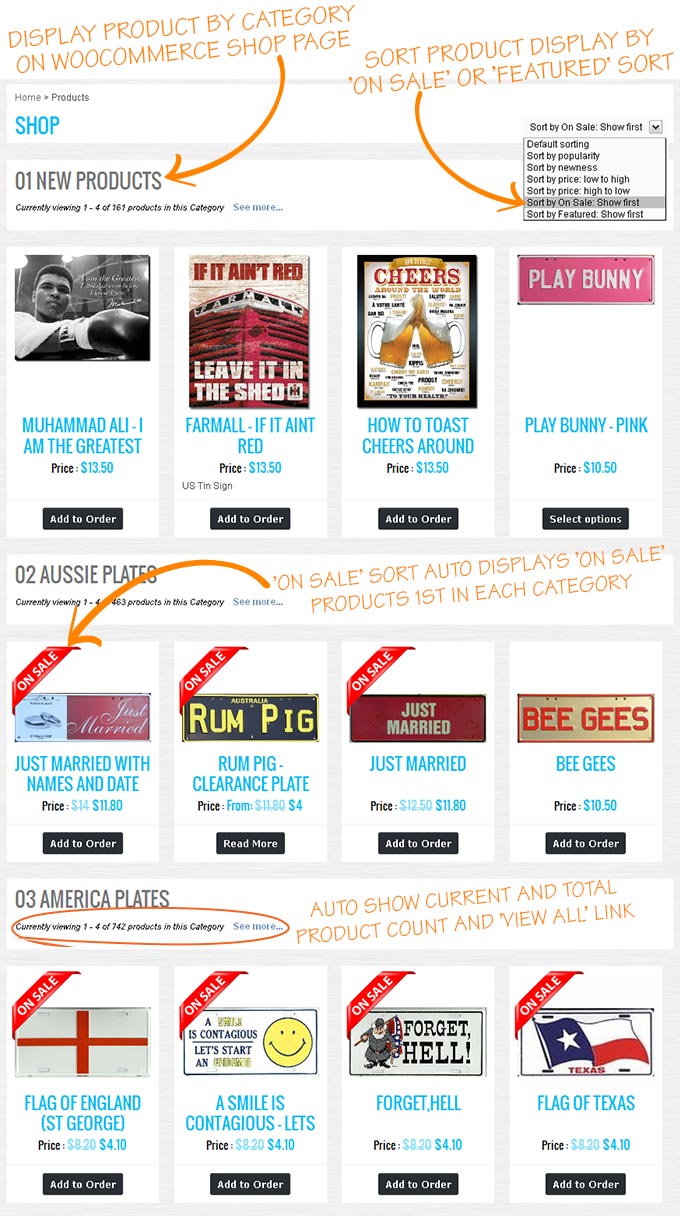 DISPLAY PRODUCT BY CATEGORY
ON WOOCOMMERCE SHOP PAGE
SORT PRODUCT DISPLAY BY
'ON SALE' OR 'FEATURED' SORT
Home > Products
SHOP
Sort by On Sale: Show first
Default sorting
Sort by popularity
Sort by newness
Sort by price: low to high
Sort by price: high to low
Sort by On Sale: Show first
Sort by Featured: Show first
01 NEW PRODUCTS
Currently viewing 1 - 4 of 161 products in this Category See more...
I am the Greatest
IF IT AIN'T RED
FARMALL
LEAVE IT IN
THE SHED
HOW TO TOAST
CHEERS
AROUND THE WORLD
PROOST
"TO YOUR HEALTH"
PLAY BUNNY
MUHAMMAD ALI - I
AM THE GREATEST
Price : $13.50
Add to Order
FARMALL - IF IT AINT
RED
Price : $13.50
US Tin Sign
Add to Order
HOW TO TOAST
CHEERS AROUND
Price : $13.50
Add to Order
PLAY BUNNY - PINK
Price : $10.50
Select options
02 AUSSIE PLATES
Currently viewing 1 - 4 of 463 products in this Category See more...
'ON SALE' SORT AUTO DISPLAYS 'ON SALE'
PRODUCTS 1ST IN EACH CATEGORY
ON SALE
Just
Married
ON SALE
AUSTRALIA
RUM PIG
ON SALE
JUST
MARRIED
BEE GEES
JUST MARRIED WITH
NAMES AND DATE
Price : $14 $11.80
Add to Order
RUM PIG -
CLEARANCE PLATE
Price : From: $11.80 $4
Read More
JUST MARRIED
Price : $12.50 $11.80
Add to Order
BEE GEES
Price : $10.50
Add to Order
03 AMERICA PLATES
Currently viewing 1 - 4 of 742 products in this Category See more...
AUTO SHOW CURRENT AND TOTAL
PRODUCT COUNT AND 'VIEW ALL' LINK
ON SALE
ON SALE
A SMILE
IS CONTAGIOUS
LET'S START
AN EPIDEMIC
ON SALE
FORGET,
HELL!
ON SALE
TEXAS
FLAG OF ENGLAND
(ST GEORGE)
Price : $8.20 $4.10
Add to Order
A SMILE IS
CONTAGIOUS - LETS
Price : $8.20 $4.10
Add to Order
FORGET,HELL
Price : $8.20 $4.10
Add to Order
FLAG OF TEXAS
Price : $8.20 $4.10
Add to Order